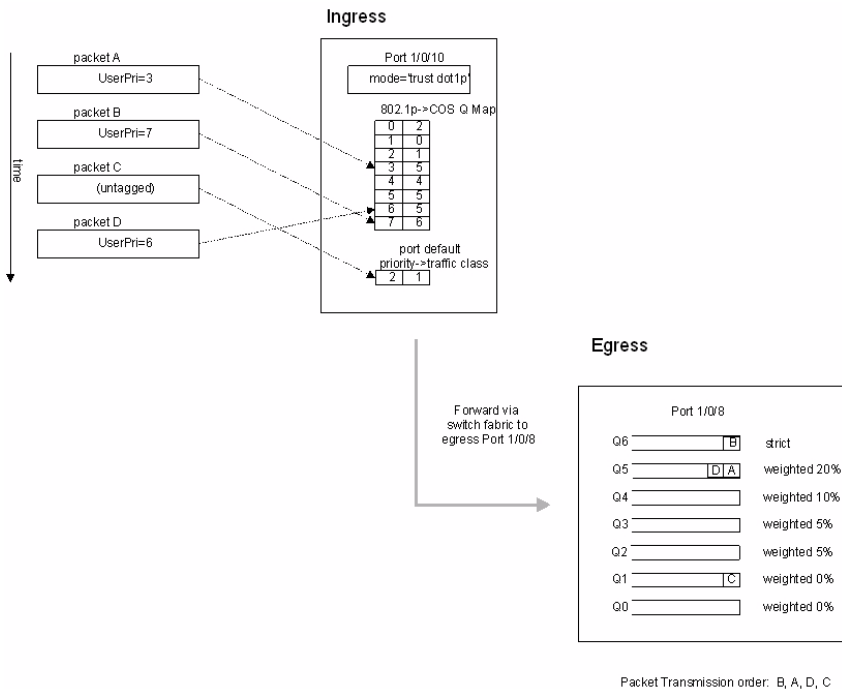 Ingress
time
packet A
UserPri=3
packet B
UserPri=7
packet C
(untagged)
packet D
UserPri=6
Port 1/0/10
mode='trust dot1p'
802.1p->COS Q Map
0 2
1 0
2 1
3 5
4 4
5 5
6 5
7 6
port default
priority->traffic class
2 1
Forward via
switch fabric to
egress Port 1/0/8
Egress
Port 1/0/8
Q6 B strict
Q5 D A weighted 20%
Q4 weighted 10%
Q3 weighted 5%
Q2 weighted 5%
Q1 C weighted 0%
Q0 weighted 0%
Packet Transmission order: B, A, D, C